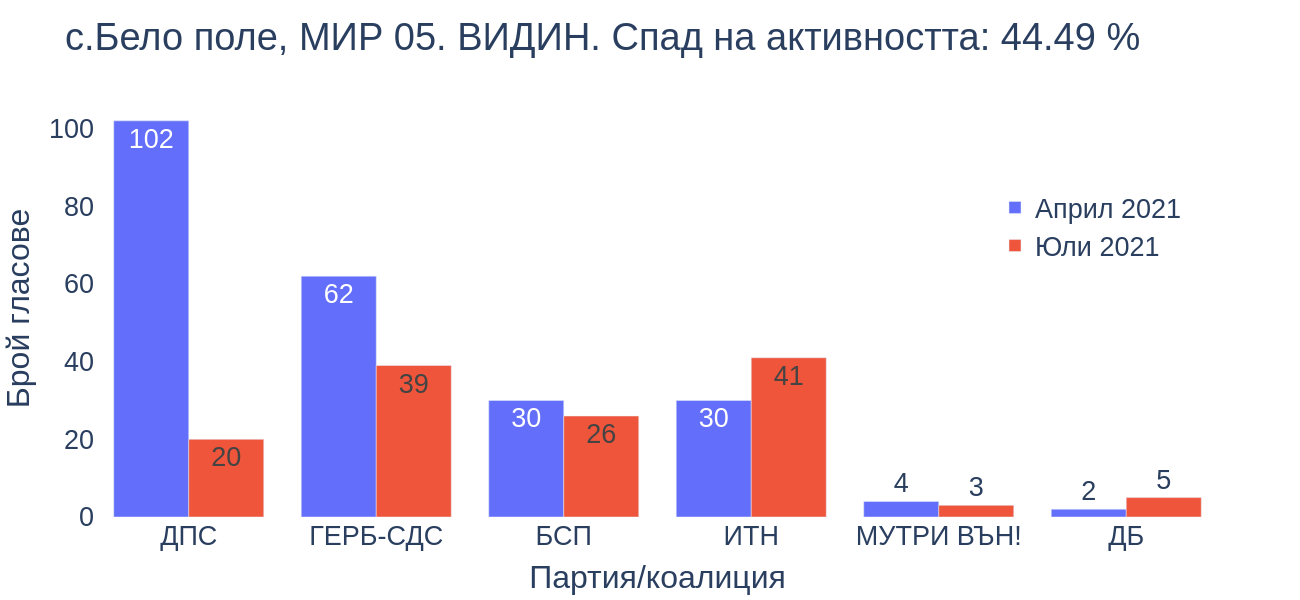 с.Бело поле, МИР 05. ВИДИН. Спад на активността: 44.49 %
Брой гласове
100
80
60
40
20
0
102
20
62
39
30
26
30
41
4
3
2
5
Април 2021
Юли 2021
ДПС
ГЕРБ-СДС
БСП
ИТН
МУТРИ ВЪН!
ДБ
Партия/коалиция